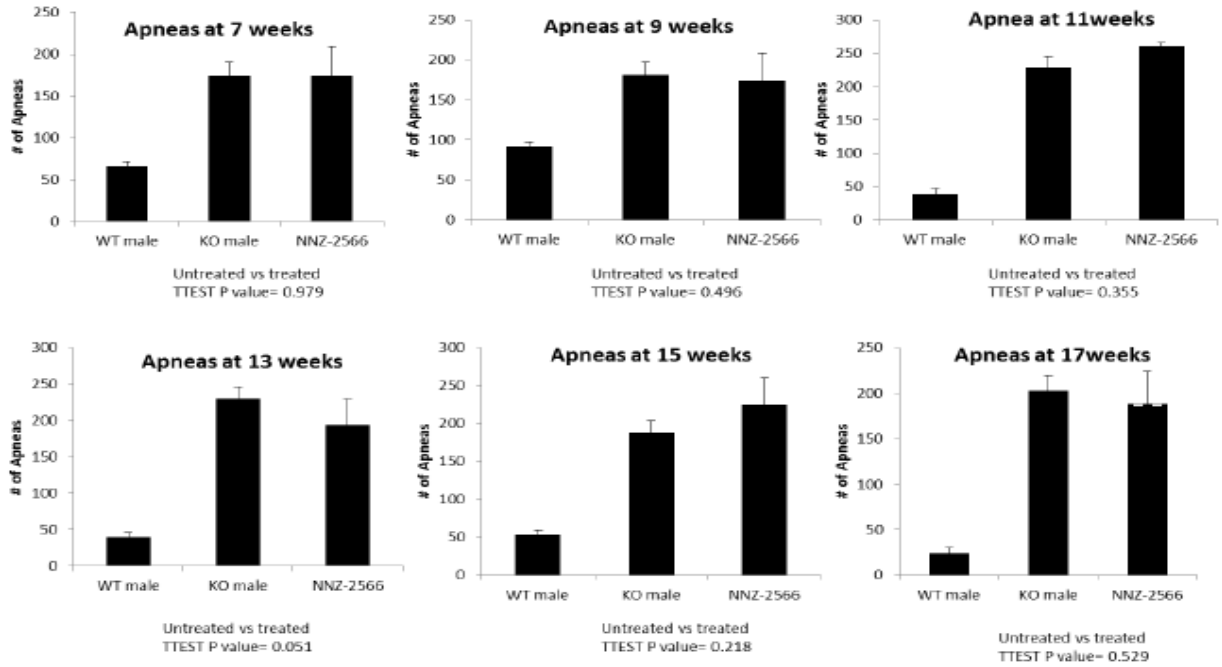 Apneas at 7 weeks
# of Apneas
250
200
150
100
50
0
WT male KO male NNZ-2566
Untreated vs treated
TTEST P value= 0.979
Apneas at 9 weeks
# of Apneas
250
200
150
100
50
0
WT male KO male NNZ-2566
Untreated vs treated
TTEST P value= 0.496
Apnea at 11weeks
# of Apneas
300
250
200
150
100
50
0
WT male KO male NNZ-2566
Untreated vs treated
TTEST P value= 0.355
Apneas at 13 weeks
# of Apneas
300
250
200
150
100
50
0
WT male KO male NNZ-2566
Untreated vs treated
TTEST P value= 0.051
Apneas at 15 weeks
# of Apneas
300
250
200
150
100
50
0
WT male KO male NNZ-2566
Untreated vs treated
TTEST P value= 0.218
Apneas at 17weeks
# of Apneas
250
200
150
100
50
0
WT male KO male NNZ-2566
Untreated vs treated
TTEST P value= 0.529